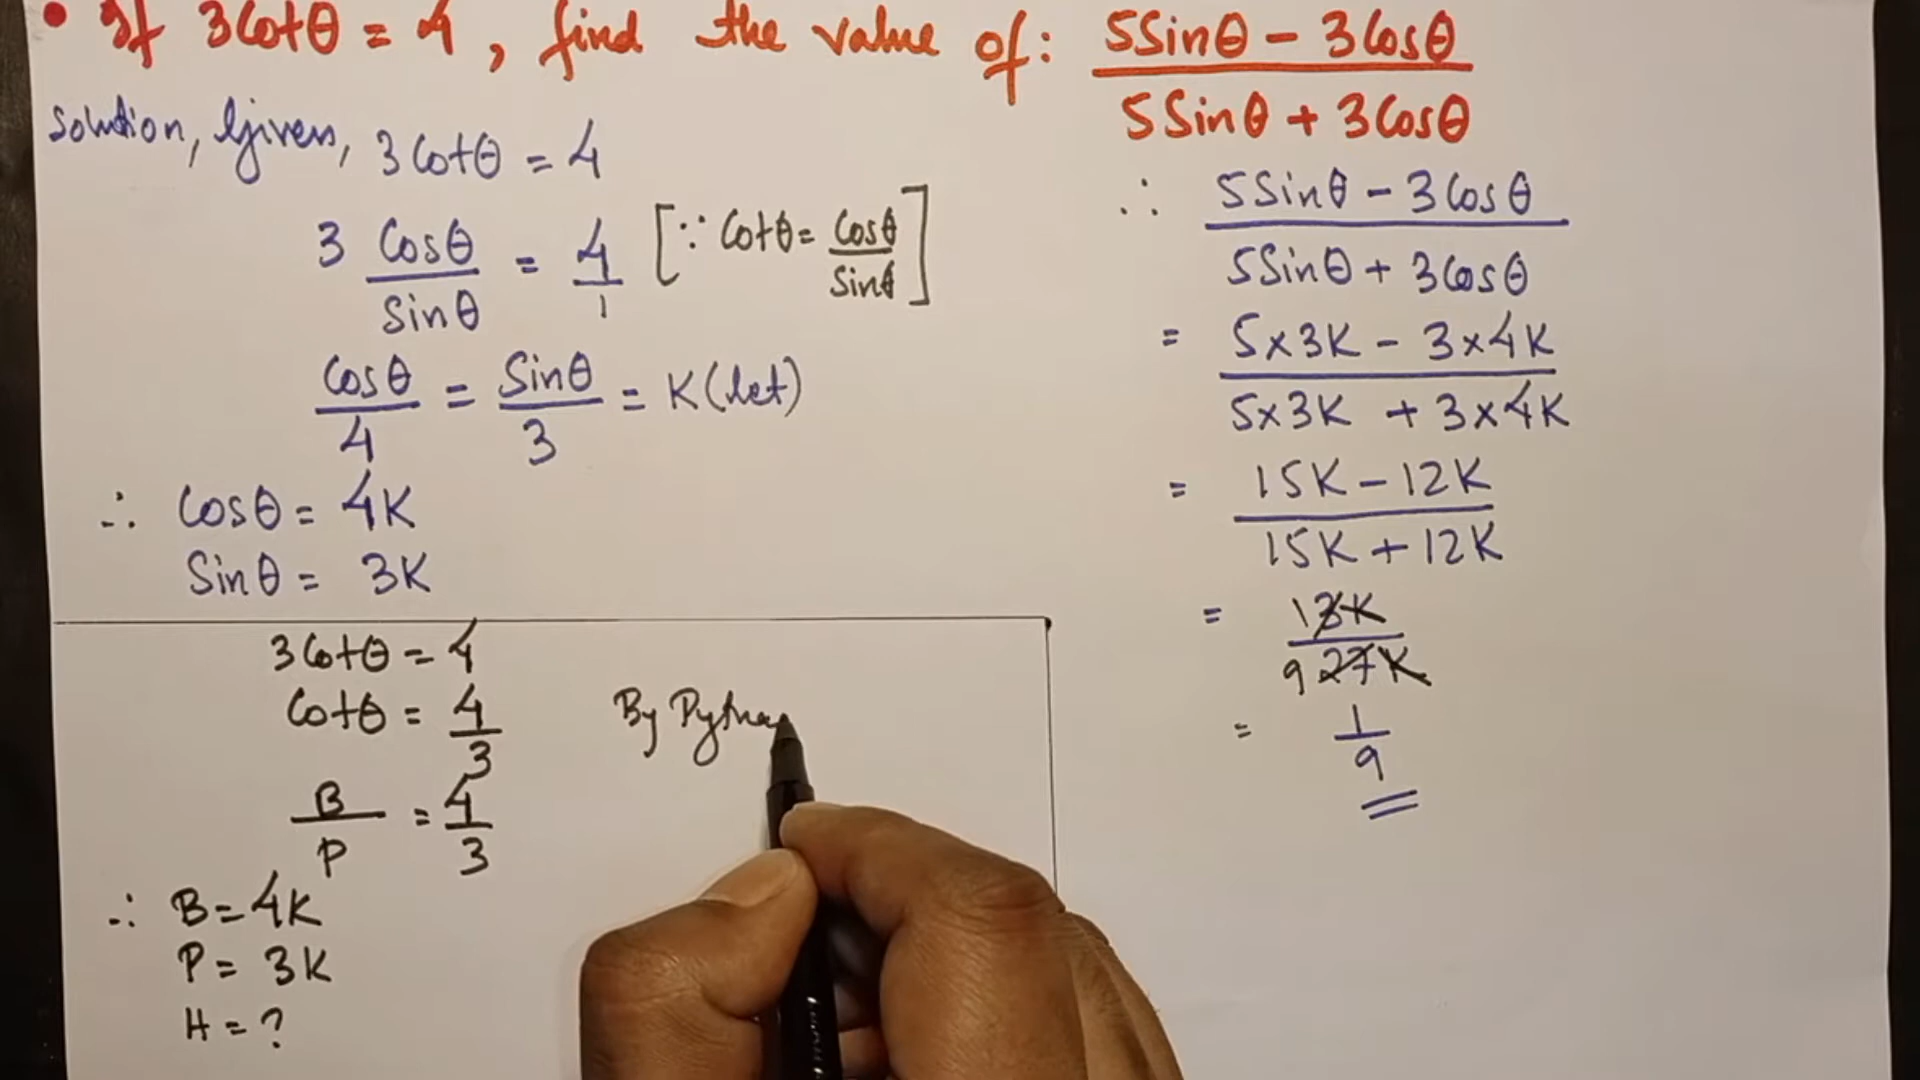 • If 3Cotθ = 4, find the value of: 5Sinθ - 3Cosθ / 5Sinθ + 3Cosθ
Solution, Given, 3Cotθ = 4
3 Cosθ / Sinθ = 4 / 1 [∵ Cotθ = Cosθ / Sinθ]
Cosθ / 4 = Sinθ / 3 = K (let)
∴ Cosθ = 4K
Sinθ = 3K
3Cotθ = 4
Cotθ = 4 / 3
B / P = 4 / 3
∴ B = 4K
P = 3K
H = ?
By Pytha
∴ 5Sinθ - 3Cosθ / 5Sinθ + 3Cosθ
= 5×3K - 3×4K / 5×3K + 3×4K
= 15K - 12K / 15K + 12K
= 1 3K / 9 27K
= 1 / 9